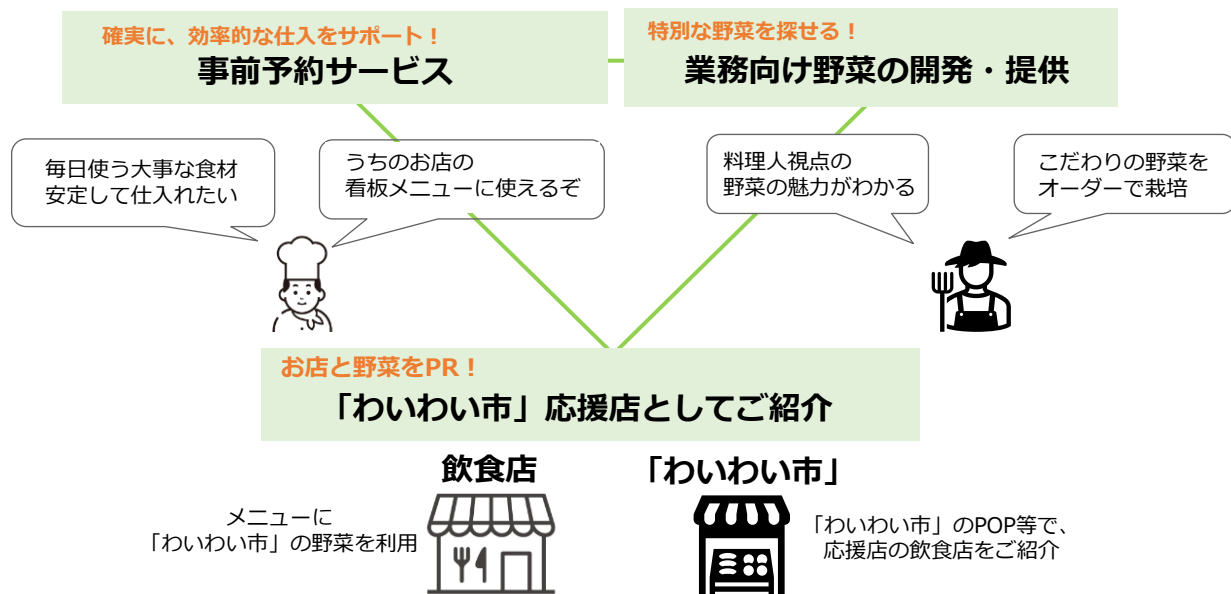 確実に、効率的な仕入をサポート！
事前予約サービス
特別な野菜を探せる！
業務向け野菜の開発・提供
毎日使う大事な食材
安定して仕入れたい
うちのお店の
看板メニューに使えるぞ
料理人視点の
野菜の魅力がわかる
こだわりの野菜を
オーダーで栽培
お店と野菜をPR！
「わいわい市」応援店としてご紹介
飲食店
「わいわい市」
メニューに
「わいわい市」の野菜を利用
「わいわい市」のPOP等で、
応援店の飲食店をご紹介